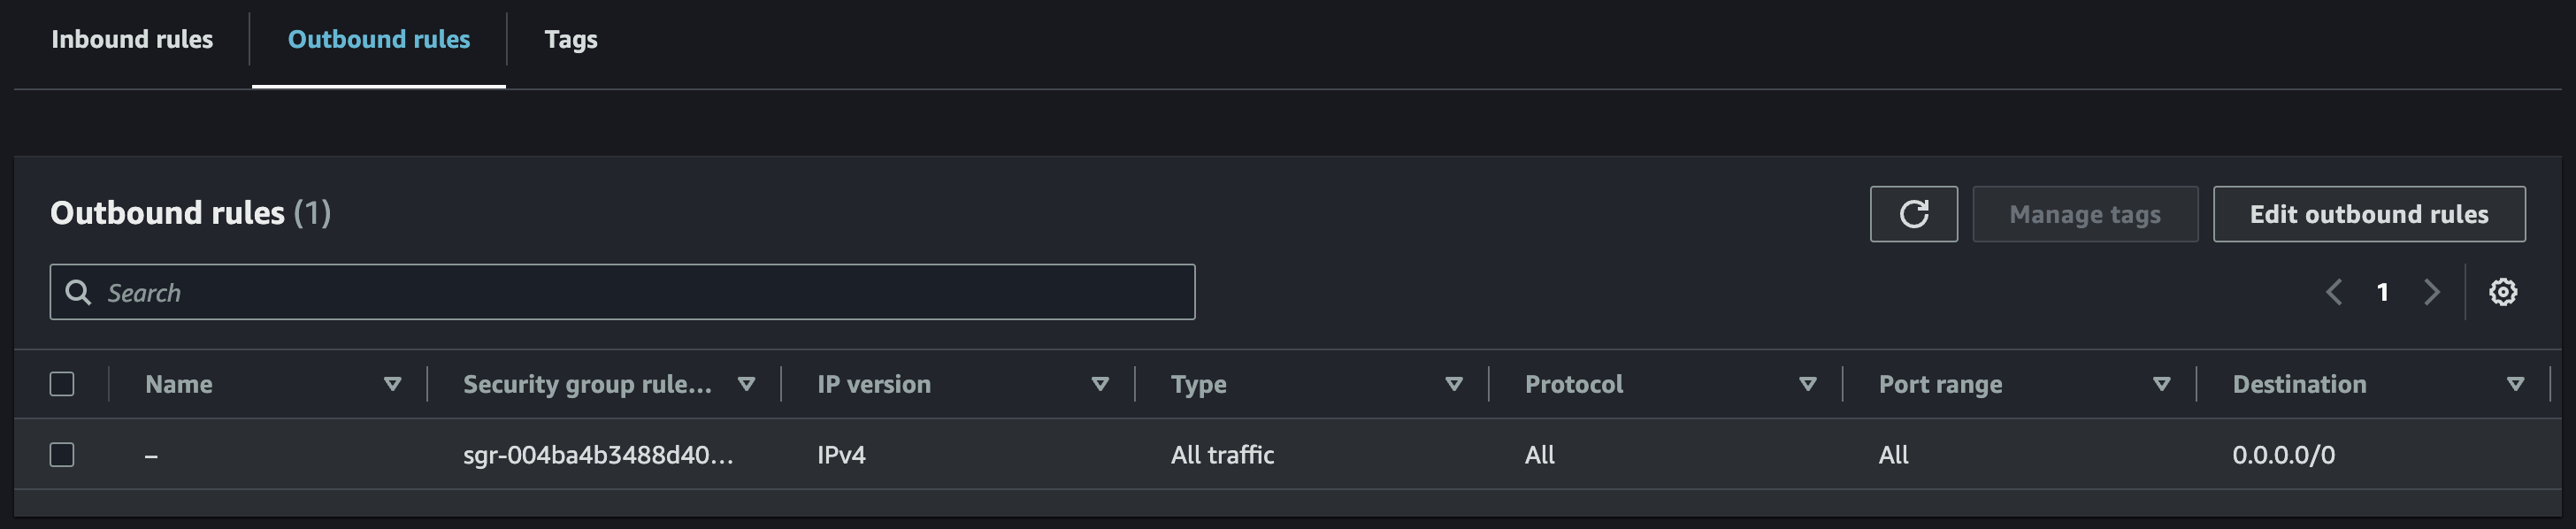 Inbound rules Outbound rules Tags
Outbound rules (1) Manage tags Edit outbound rules
Search 1
Name Security group rule... IP version Type Protocol Port range Destination
– sgr-004ba4b3488d40... IPv4 All traffic All All 0.0.0.0/0